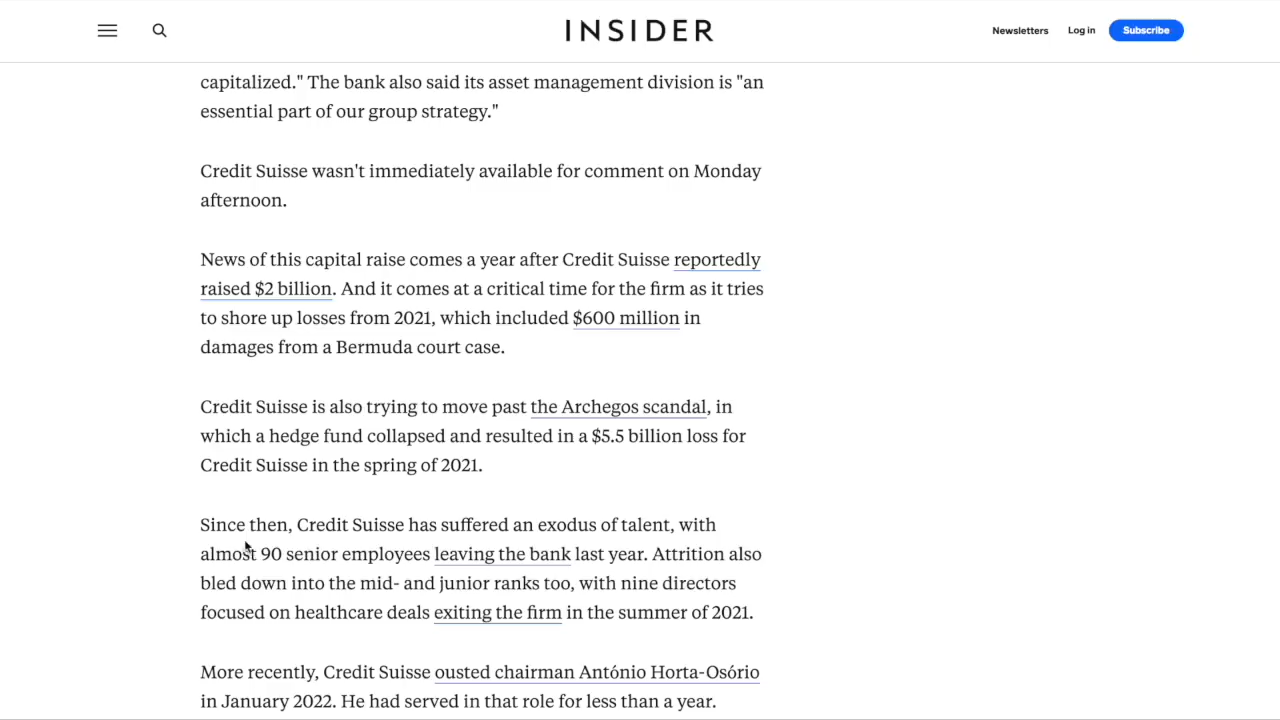 INSIDER
Newsletters
Log in
Subscribe
capitalized." The bank also said its asset management division is "an
essential part of our group strategy."
Credit Suisse wasn't immediately available for comment on Monday
afternoon.
News of this capital raise comes a year after Credit Suisse reportedly
raised $2 billion. And it comes at a critical time for the firm as it tries
to shore up losses from 2021, which included $600 million in
damages from a Bermuda court case.
Credit Suisse is also trying to move past the Archegos scandal, in
which a hedge fund collapsed and resulted in a $5.5 billion loss for
Credit Suisse in the spring of 2021.
Since then, Credit Suisse has suffered an exodus of talent, with
almost 90 senior employees leaving the bank last year. Attrition also
bled down into the mid- and junior ranks too, with nine directors
focused on healthcare deals exiting the firm in the summer of 2021.
More recently, Credit Suisse ousted chairman António Horta-Osório
in January 2022. He had served in that role for less than a year.